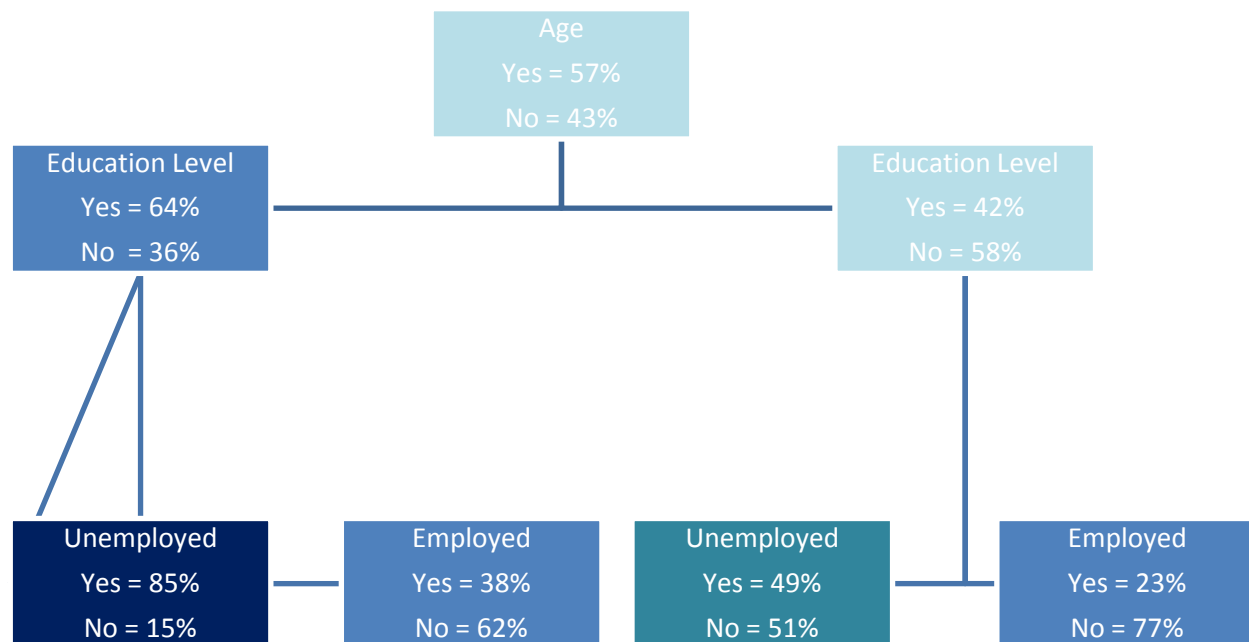 Age
Yes = 57%
No = 43%
Education Level
Yes = 64%
No  = 36%
Education Level
Yes = 42%
No = 58%
Unemployed
Yes = 85%
No = 15%
Employed
Yes = 38%
No = 62%
Unemployed
Yes = 49%
No = 51%
Employed
Yes = 23%
No = 77%